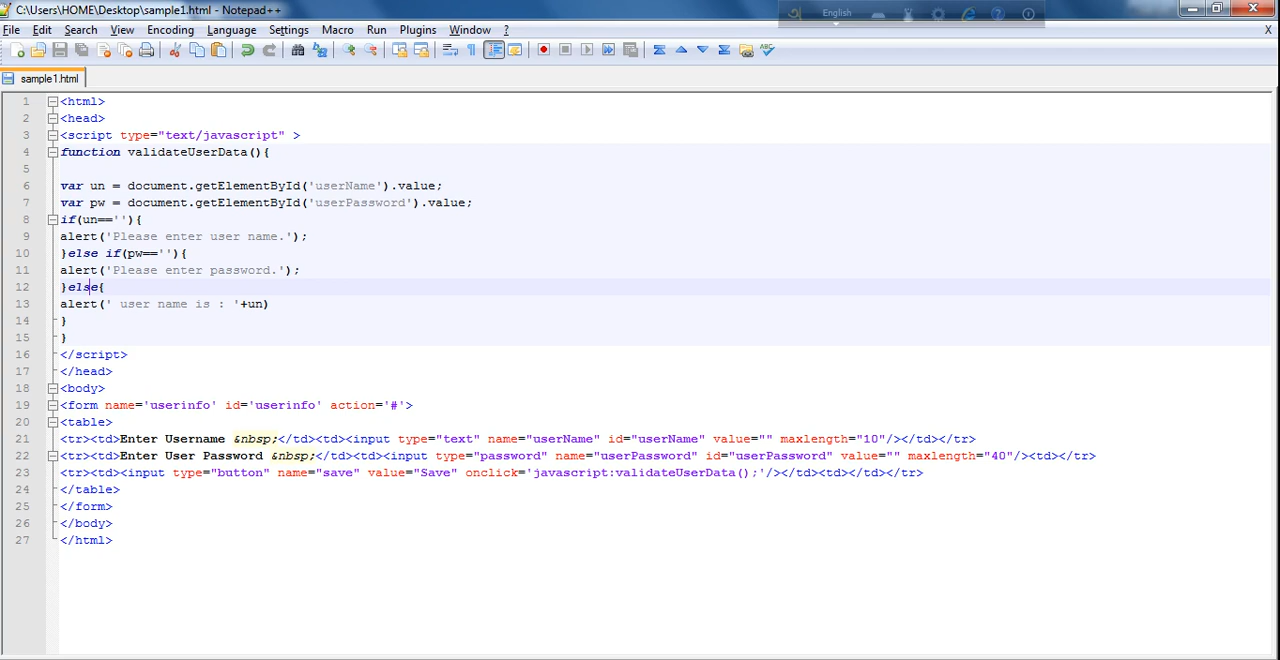 C:\Users\HOME\Desktop\sample1.html - Notepad++
English
File Edit Search View Encoding Language Settings Macro Run Plugins Window ? X
sample1.html
1 <html>
2 <head>
3 <script type="text/javascript" >
4 function validateUserData(){
5
6 var un = document.getElementById('userName').value;
7 var pw = document.getElementById('userPassword').value;
8 if(un==''){
9 alert('Please enter user name.');
10 }else if(pw==''){
11 alert('Please enter password.');
12 }else{
13 alert(' user name is : '+un)
14 }
15 }
16 </script>
17 </head>
18 <body>
19 <form name='userinfo' id='userinfo' action='#'>
20 <table>
21 <tr><td>Enter Username &nbsp;</td><td><input type="text" name="userName" id="userName" value="" maxlength="10"/></td></tr>
22 <tr><td>Enter User Password &nbsp;</td><td><input type="password" name="userPassword" id="userPassword" value="" maxlength="40"/><td></tr>
23 <tr><td><input type="button" name="save" value="Save" onclick='javascript:validateUserData();'/></td><td></td></tr>
24 </table>
25 </form>
26 </body>
27 </html>